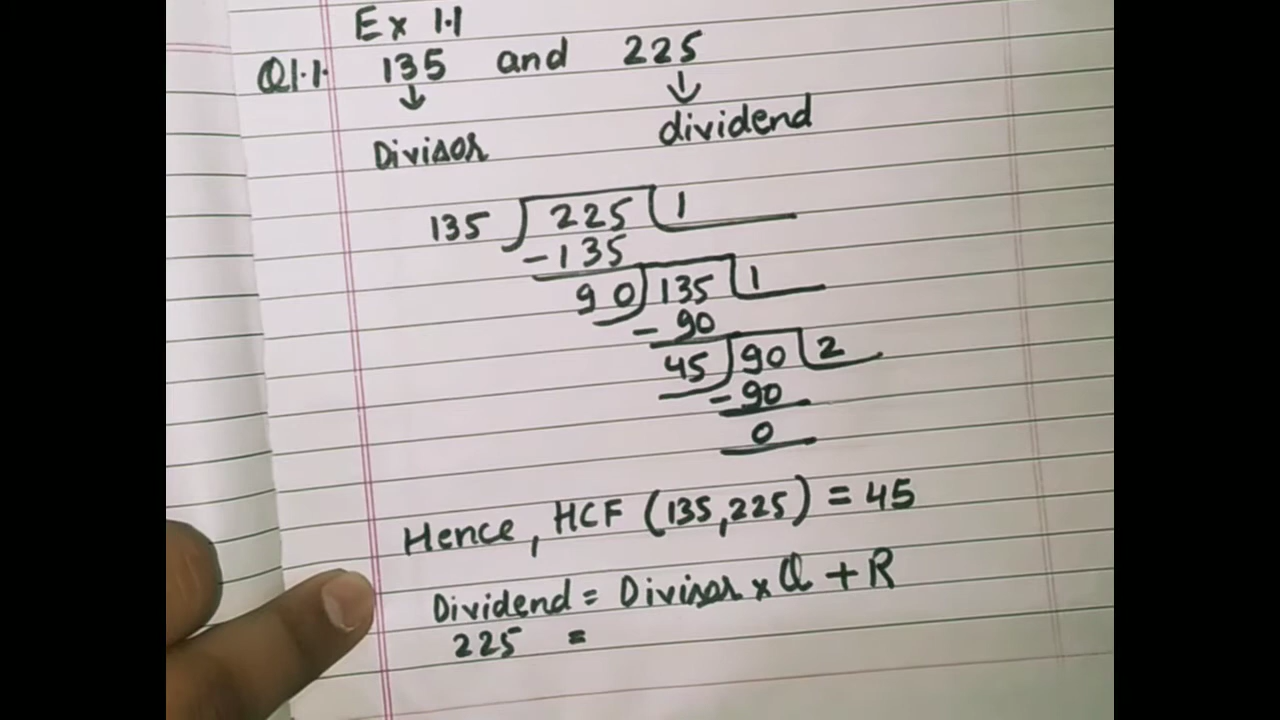 Ex 1.1
Q1.1. 135 and 225
↓ ↓
Divisor dividend
135 ) 225 ( 1
-135
90 ) 135 ( 1
- 90
45 ) 90 ( 2
- 90
0
Hence, HCF (135,225) = 45
Dividend = Divisor × Q + R
225 =